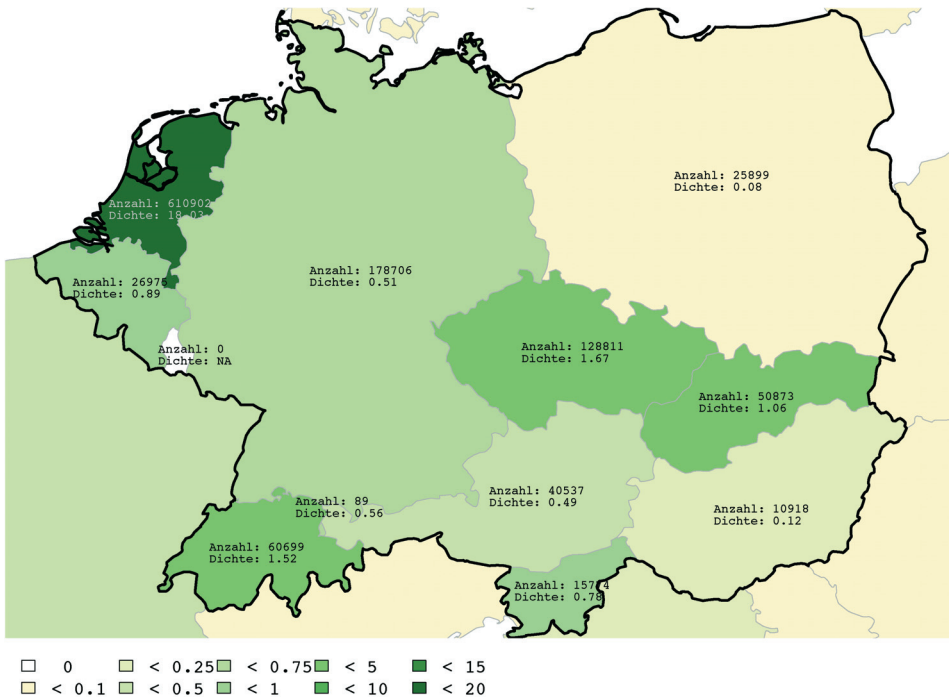 Anzahl: 25899
Dichte: 0.08
Anzahl: 610902
Dichte: 18.03
Anzahl: 178706
Dichte: 0.51
Anzahl: 26975
Dichte: 0.89
Anzahl: 0
Dichte: NA
Anzahl: 128811
Dichte: 1.67
Anzahl: 50873
Dichte: 1.06
Anzahl: 89
Dichte: 0.56
Anzahl: 40537
Dichte: 0.49
Anzahl: 10918
Dichte: 0.12
Anzahl: 60699
Dichte: 1.52
Anzahl:
Dichte: 0.78
0 < 0.25 < 0.75 < 5 < 15
< 0.1 < 0.5 < 1 < 10 < 20